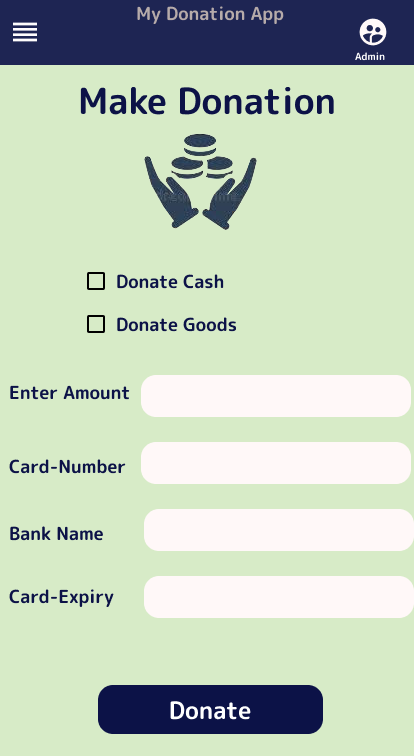 My Donation App
Admin
Make Donation
Donate Cash
Donate Goods
Enter Amount
Card-Number
Bank Name
Card-Expiry
Donate